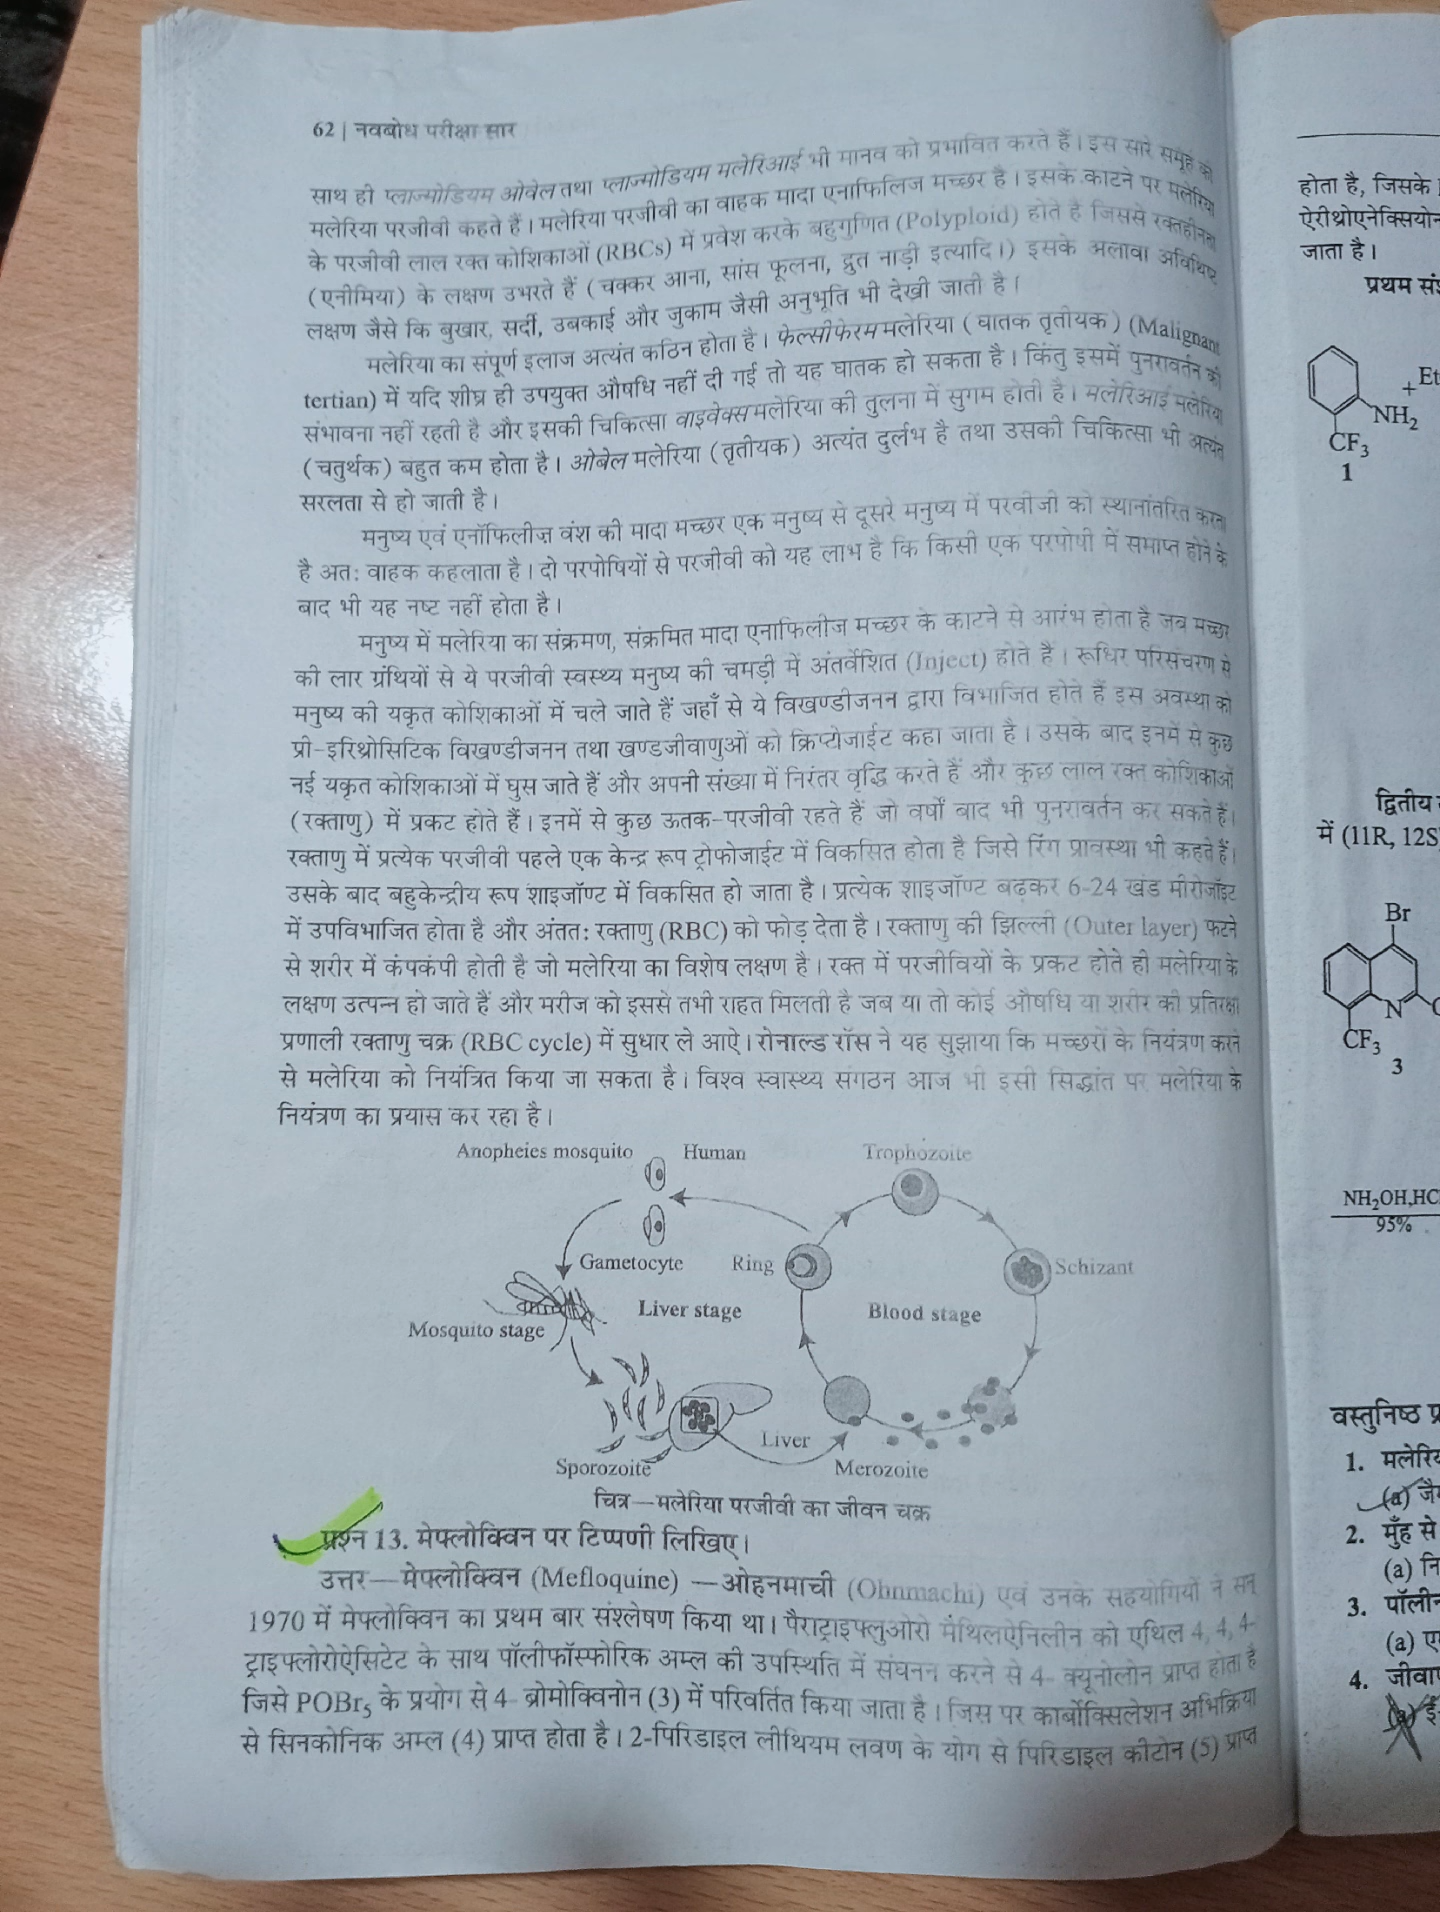 62 | नवबोध परीक्षा सार
साथ ही प्लाज्मोडियम ओवेल तथा प्लाज्मोडियम मलेरिआई भी मानव को प्रभावित करते हैं। इस सारे समूह को
मलेरिया परजीवी कहते हैं। मलेरिया परजीवी का वाहक मादा एनाफिलिज मच्छर है। इसके काटने पर मलेरिया
के परजीवी लाल रक्त कोशिकाओं (RBCs) में प्रवेश करके बहुगुणित (Polyploid) होते है जिससे रक्तहीनता
(एनीमिया) के लक्षण उभरते हैं (चक्कर आना, सांस फूलना, द्रुत नाड़ी इत्यादि।) इसके अलावा अविशिष्ट
लक्षण जैसे कि बुखार, सर्दी, उबकाई और जुकाम जैसी अनुभूति भी देखी जाती है।
मलेरिया का संपूर्ण इलाज अत्यंत कठिन होता है। फेल्सीफेरम मलेरिया (घातक तृतीयक) (Malignant
tertian) में यदि शीघ्र ही उपयुक्त औषधि नहीं दी गई तो यह घातक हो सकता है। किंतु इसमें पुनरावर्तन की
संभावना नहीं रहती है और इसकी चिकित्सा वाइवेक्स मलेरिया की तुलना में सुगम होती है। मलेरिआई मलेरिया
(चतुर्थक) बहुत कम होता है। ओबेल मलेरिया (तृतीयक) अत्यंत दुर्लभ है तथा उसकी चिकित्सा भी अत्यंत
सरलता से हो जाती है।
मनुष्य एवं एनॉफिलीज़ वंश की मादा मच्छर एक मनुष्य से दूसरे मनुष्य में परवीजी को स्थानांतरित करता
है अत: वाहक कहलाता है। दो परपोषियों से परजीवी को यह लाभ है कि किसी एक परपोषी में समाप्त होने के
बाद भी यह नष्ट नहीं होता है।
मनुष्य में मलेरिया का संक्रमण, संक्रमित मादा एनाफिलीज मच्छर के काटने से आरंभ होता है जब मच्छर
की लार ग्रंथियों से ये परजीवी स्वस्थ्य मनुष्य की चमड़ी में अंतर्वेशित (Inject) होते है। रूधिर परिसंचरण से
मनुष्य की यकृत कोशिकाओं में चले जाते हैं जहाँ से ये विखण्डीजनन द्वारा विभाजित होते हैं इस अवस्था को
प्री-इरिथ्रोसिटिक विखण्डीजनन तथा खण्डजीवाणुओं को क्रिप्टोजाईट कहा जाता है। उसके बाद इनमें से कुछ
नई यकृत कोशिकाओं में घुस जाते हैं और अपनी संख्या में निरंतर वृद्धि करते हैं और कुछ लाल रक्त कोशिकाओं
(रक्ताणु) में प्रकट होते हैं। इनमें से कुछ ऊतक-परजीवी रहते हैं जो वर्षों बाद भी पुनरावर्तन कर सकते हैं।
रक्ताणु में प्रत्येक परजीवी पहले एक केन्द्र रूप ट्रोफोजाईट में विकसित होता है जिसे रिंग प्रावस्था भी कहते हैं।
उसके बाद बहुकेन्द्रीय रूप शाइजॉण्ट में विकसित हो जाता है। प्रत्येक शाइजॉण्ट बढ़कर 6-24 खंड मीरोजॉइट
में उपविभाजित होता है और अंतत: रक्ताणु (RBC) को फोड़ देता है। रक्ताणु की झिल्ली (Outer layer) फटने
से शरीर में कंपकंपी होती है जो मलेरिया का विशेष लक्षण है। रक्त में परजीवियों के प्रकट होते ही मलेरिया के
लक्षण उत्पन्न हो जाते हैं और मरीज को इससे तभी राहत मिलती है जब या तो कोई औषधि या शरीर की प्रतिरक्षा
प्रणाली रक्ताणु चक्र (RBC cycle) में सुधार ले आऐ। रोनाल्ड रॉस ने यह सुझाया कि मच्छरों के नियंत्रण करने
से मलेरिया को नियंत्रित किया जा सकता है। विश्व स्वास्थ्य संगठन आज भी इसी सिद्धांत पर मलेरिया के
नियंत्रण का प्रयास कर रहा है।
Anopheies mosquito Human Trophozoite
Gametocyte Ring Schizant
Mosquito stage Liver stage Blood stage
Liver
Sporozoite Merozoite
चित्र—मलेरिया परजीवी का जीवन चक्र
प्रश्न 13. मेफ्लोक्विन पर टिप्पणी लिखिए।
उत्तर—मेफ्लोक्विन (Mefloquine) —ओहनमाची (Ohnmachi) एवं उनके सहयोगियों ने सन्
1970 में मेफ्लोक्विन का प्रथम बार संश्लेषण किया था। पैराट्राइफ्लुओरो मैथिलऐनिलीन को एथिल 4, 4, 4-
ट्राइफ्लोरोऐसिटेट के साथ पॉलीफॉस्फोरिक अम्ल की उपस्थिति में संघनन करने से 4- क्यूनोलोन प्राप्त होता है
जिसे POBr₅ के प्रयोग से 4- ब्रोमोक्विनोन (3) में परिवर्तित किया जाता है। जिस पर कार्बोक्सिलेशन अभिक्रिया
से सिनकोनिक अम्ल (4) प्राप्त होता है। 2-पिरिडाइल लीथियम लवण के योग से पिरिडाइल कीटोन (5) प्राप्त
होता है, जिसके
ऐरीथ्रोएनेक्सियोन
जाता है।
प्रथम
+ Et
NH₂
CF₃
1
द्वितीय
में (11R, 12S
Br
N
CF₃
3
NH₂OH,HC
95%
वस्तुनिष्ठ
1.
(a)
2. मुँह से
(a)
3.
(a)
4.
(a)